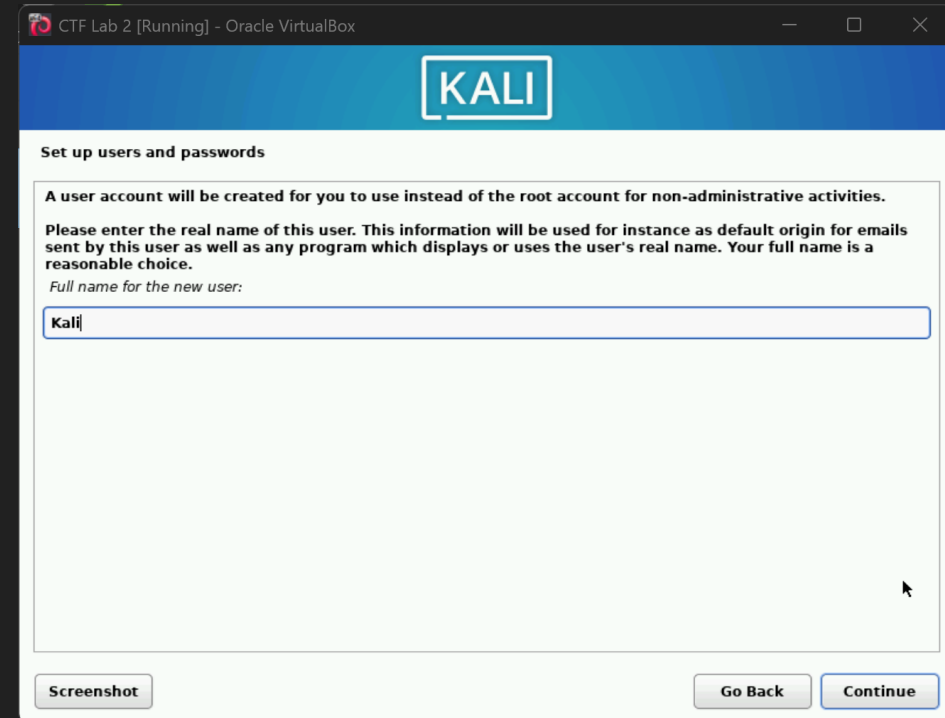 CTF Lab 2 [Running] - Oracle VirtualBox
KALI
Set up users and passwords
A user account will be created for you to use instead of the root account for non-administrative activities.
Please enter the real name of this user. This information will be used for instance as default origin for emails
sent by this user as well as any program which displays or uses the user's real name. Your full name is a
reasonable choice.
Full name for the new user:
Kali
Screenshot
Go Back
Continue